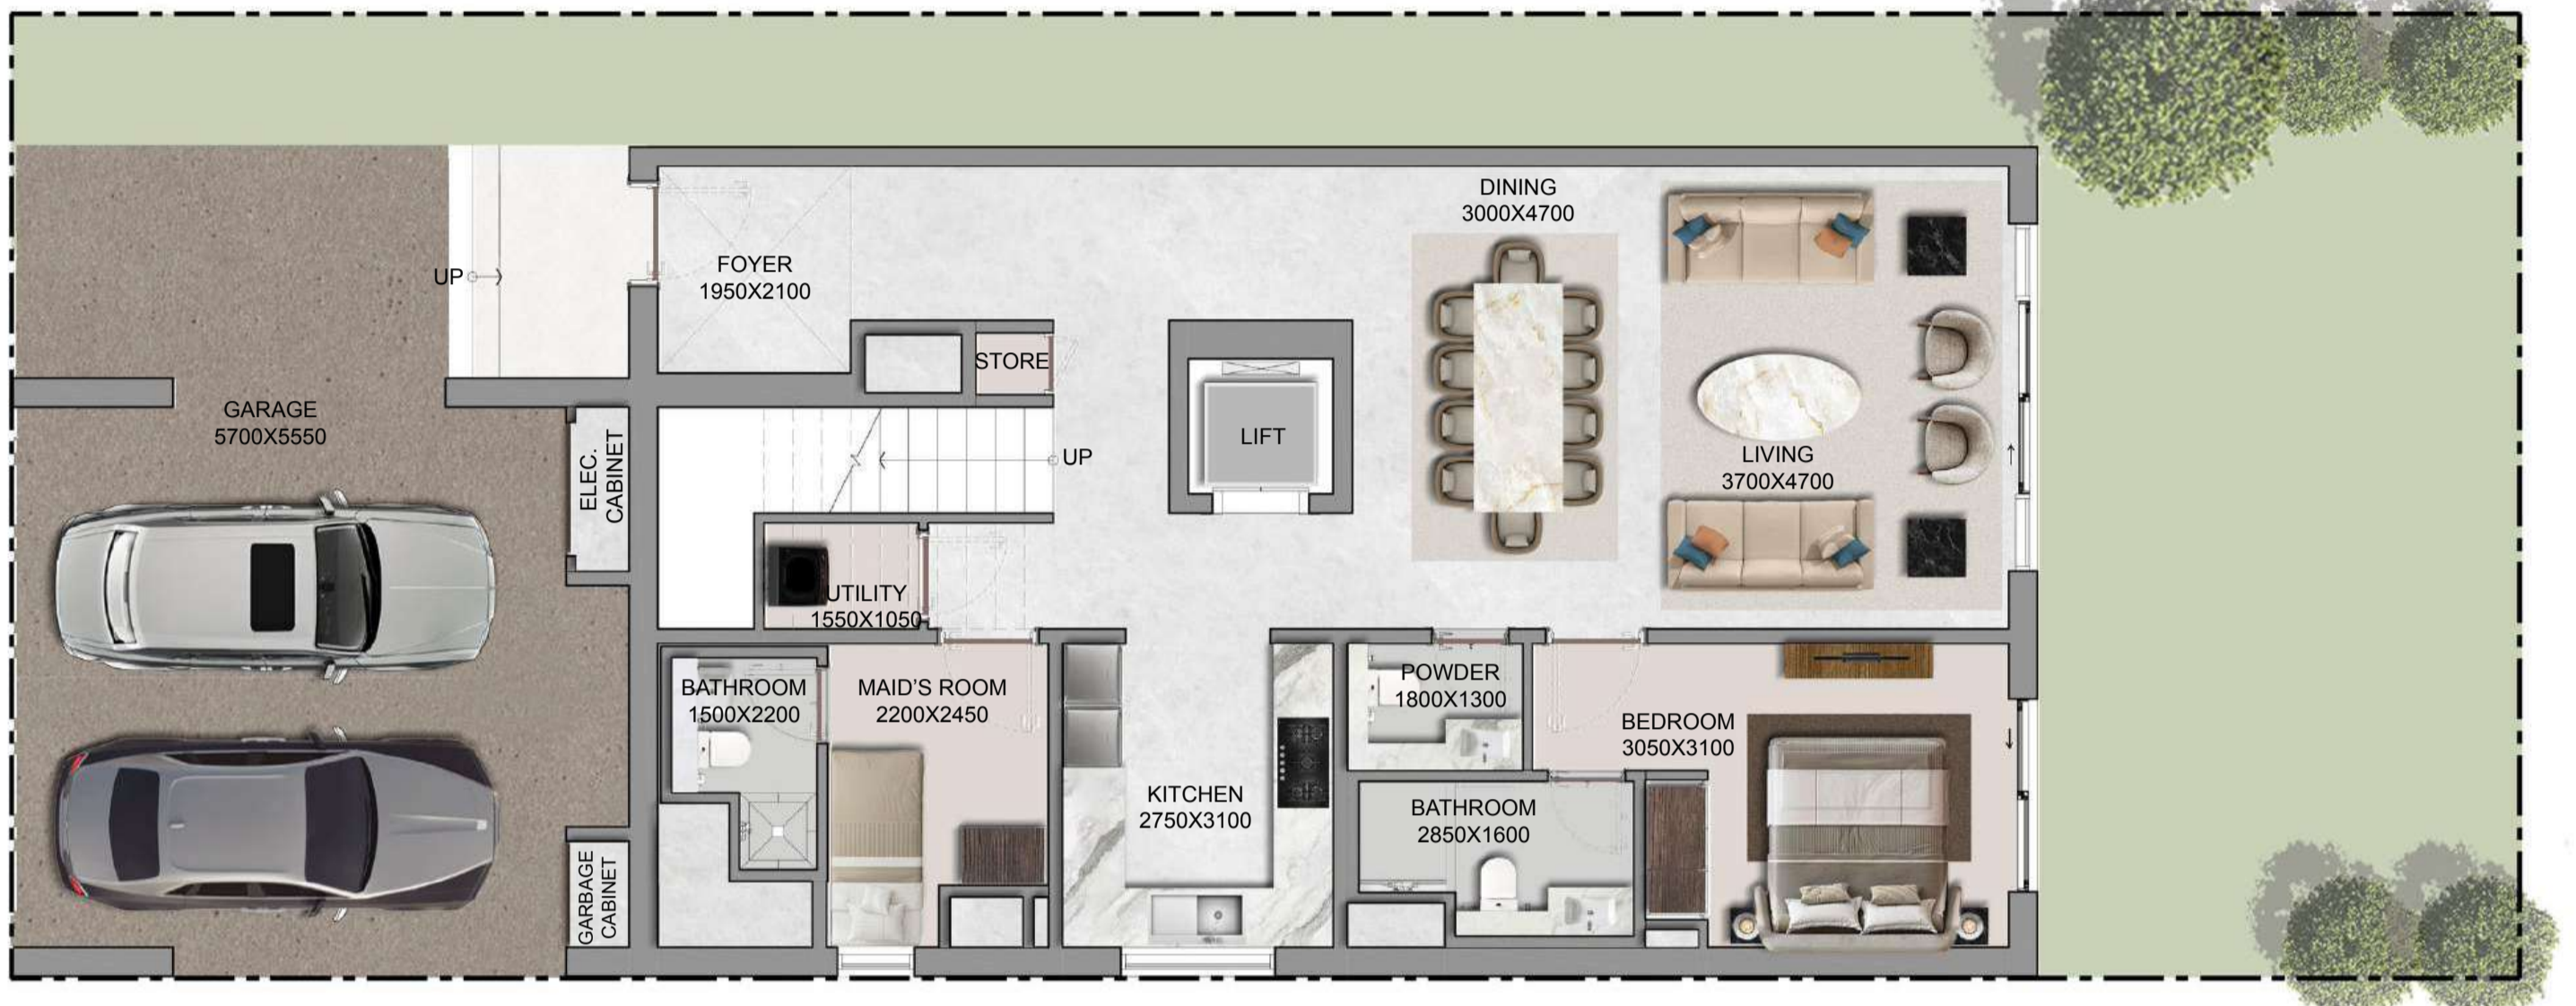 DINING
3000X4700
FOYER
1950X2100
UP
STORE
GARAGE
5700X5550
ELEC.
CABINET
UP
LIFT
LIVING
3700X4700
UTILITY
1550X1050
BATHROOM
1500X2200
MAID'S ROOM
2200X2450
POWDER
1800X1300
BEDROOM
3050X3100
KITCHEN
2750X3100
BATHROOM
2850X1600
GARBAGE
CABINET